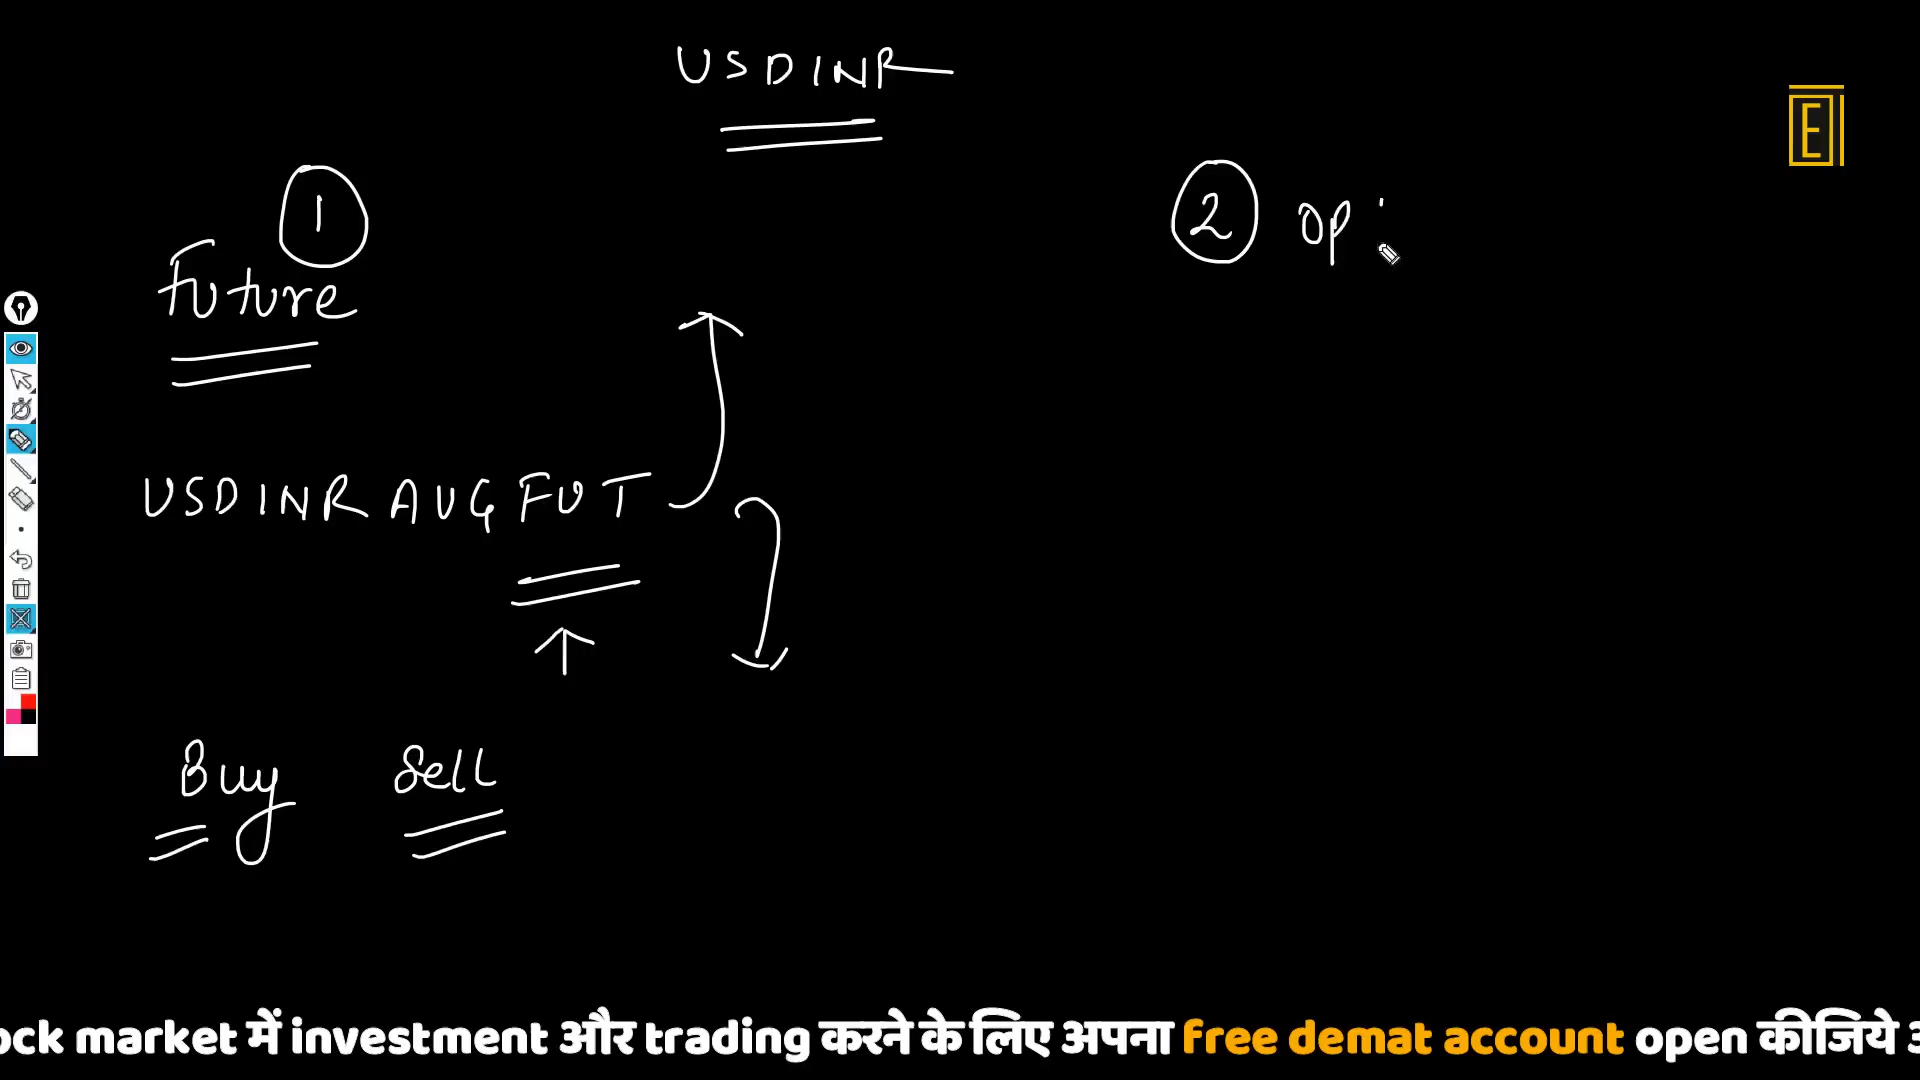 USDINR
1
Future
USDINR AUG FUT
Buy Sell
2 OP
E
ock market में investment और trading करने के लिए अपना free demat account open कीजिये